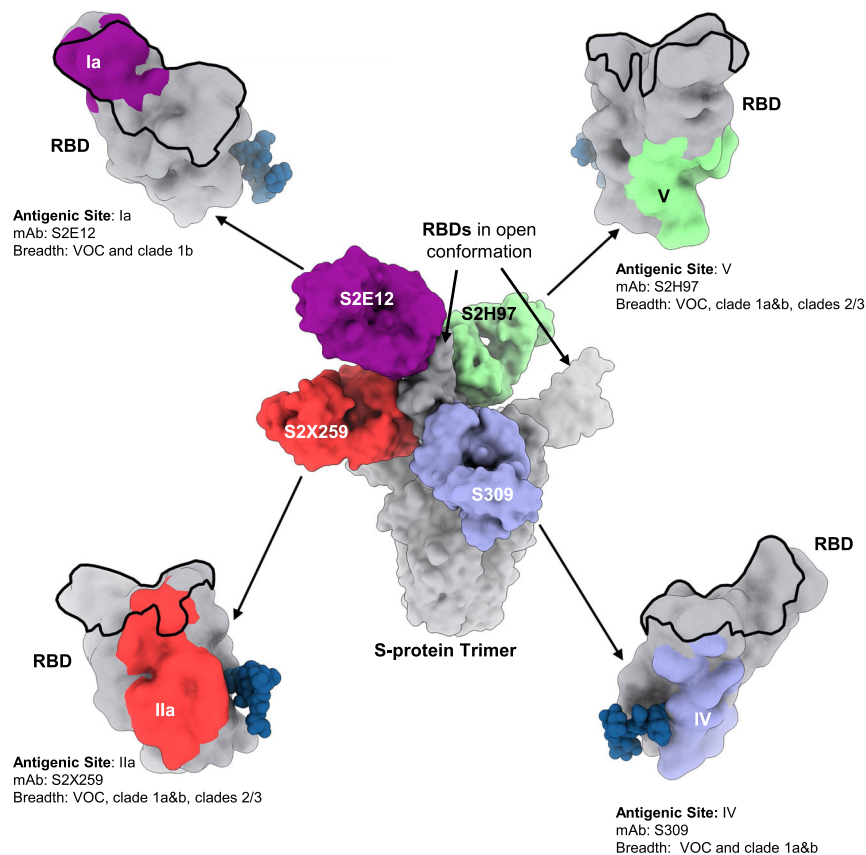 Ia
RBD
Antigenic Site: Ia
mAb: S2E12
Breadth: VOC and clade 1b
RBD
V
Antigenic Site: V
mAb: S2H97
Breadth: VOC, clade 1a&b, clades 2/3
RBDs in open
conformation
S2E12
S2H97
S2X259
S309
S-protein Trimer
RBD
IIa
Antigenic Site: IIa
mAb: S2X259
Breadth: VOC, clade 1a&b, clades 2/3
RBD
IV
Antigenic Site: IV
mAb: S309
Breadth:  VOC and clade 1a&b